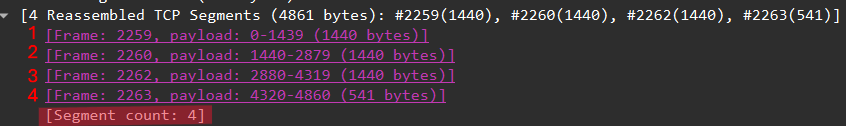 [4 Reassembled TCP Segments (4861 bytes): #2259(1440), #2260(1440), #2262(1440), #2263(541)]
1 [Frame: 2259, payload: 0-1439 (1440 bytes)]
2 [Frame: 2260, payload: 1440-2879 (1440 bytes)]
3 [Frame: 2262, payload: 2880-4319 (1440 bytes)]
4 [Frame: 2263, payload: 4320-4860 (541 bytes)]
[Segment count: 4]